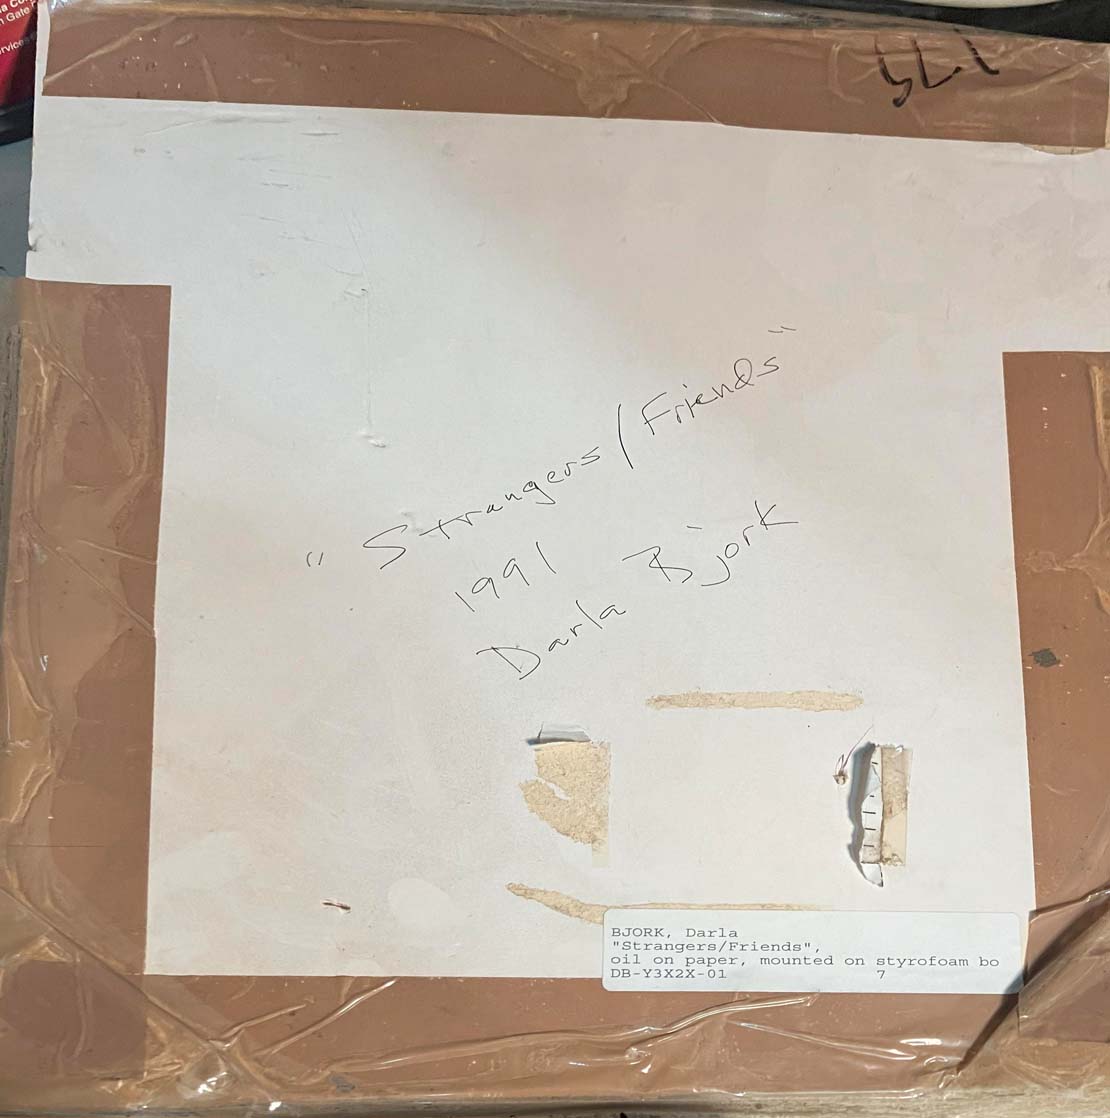 "Strangers/Friends"
1991
Darla Bjork
BJORK, Darla
"Strangers/Friends",
oil on paper, mounted on styrofoam bo
DB-Y3X2X-01 7